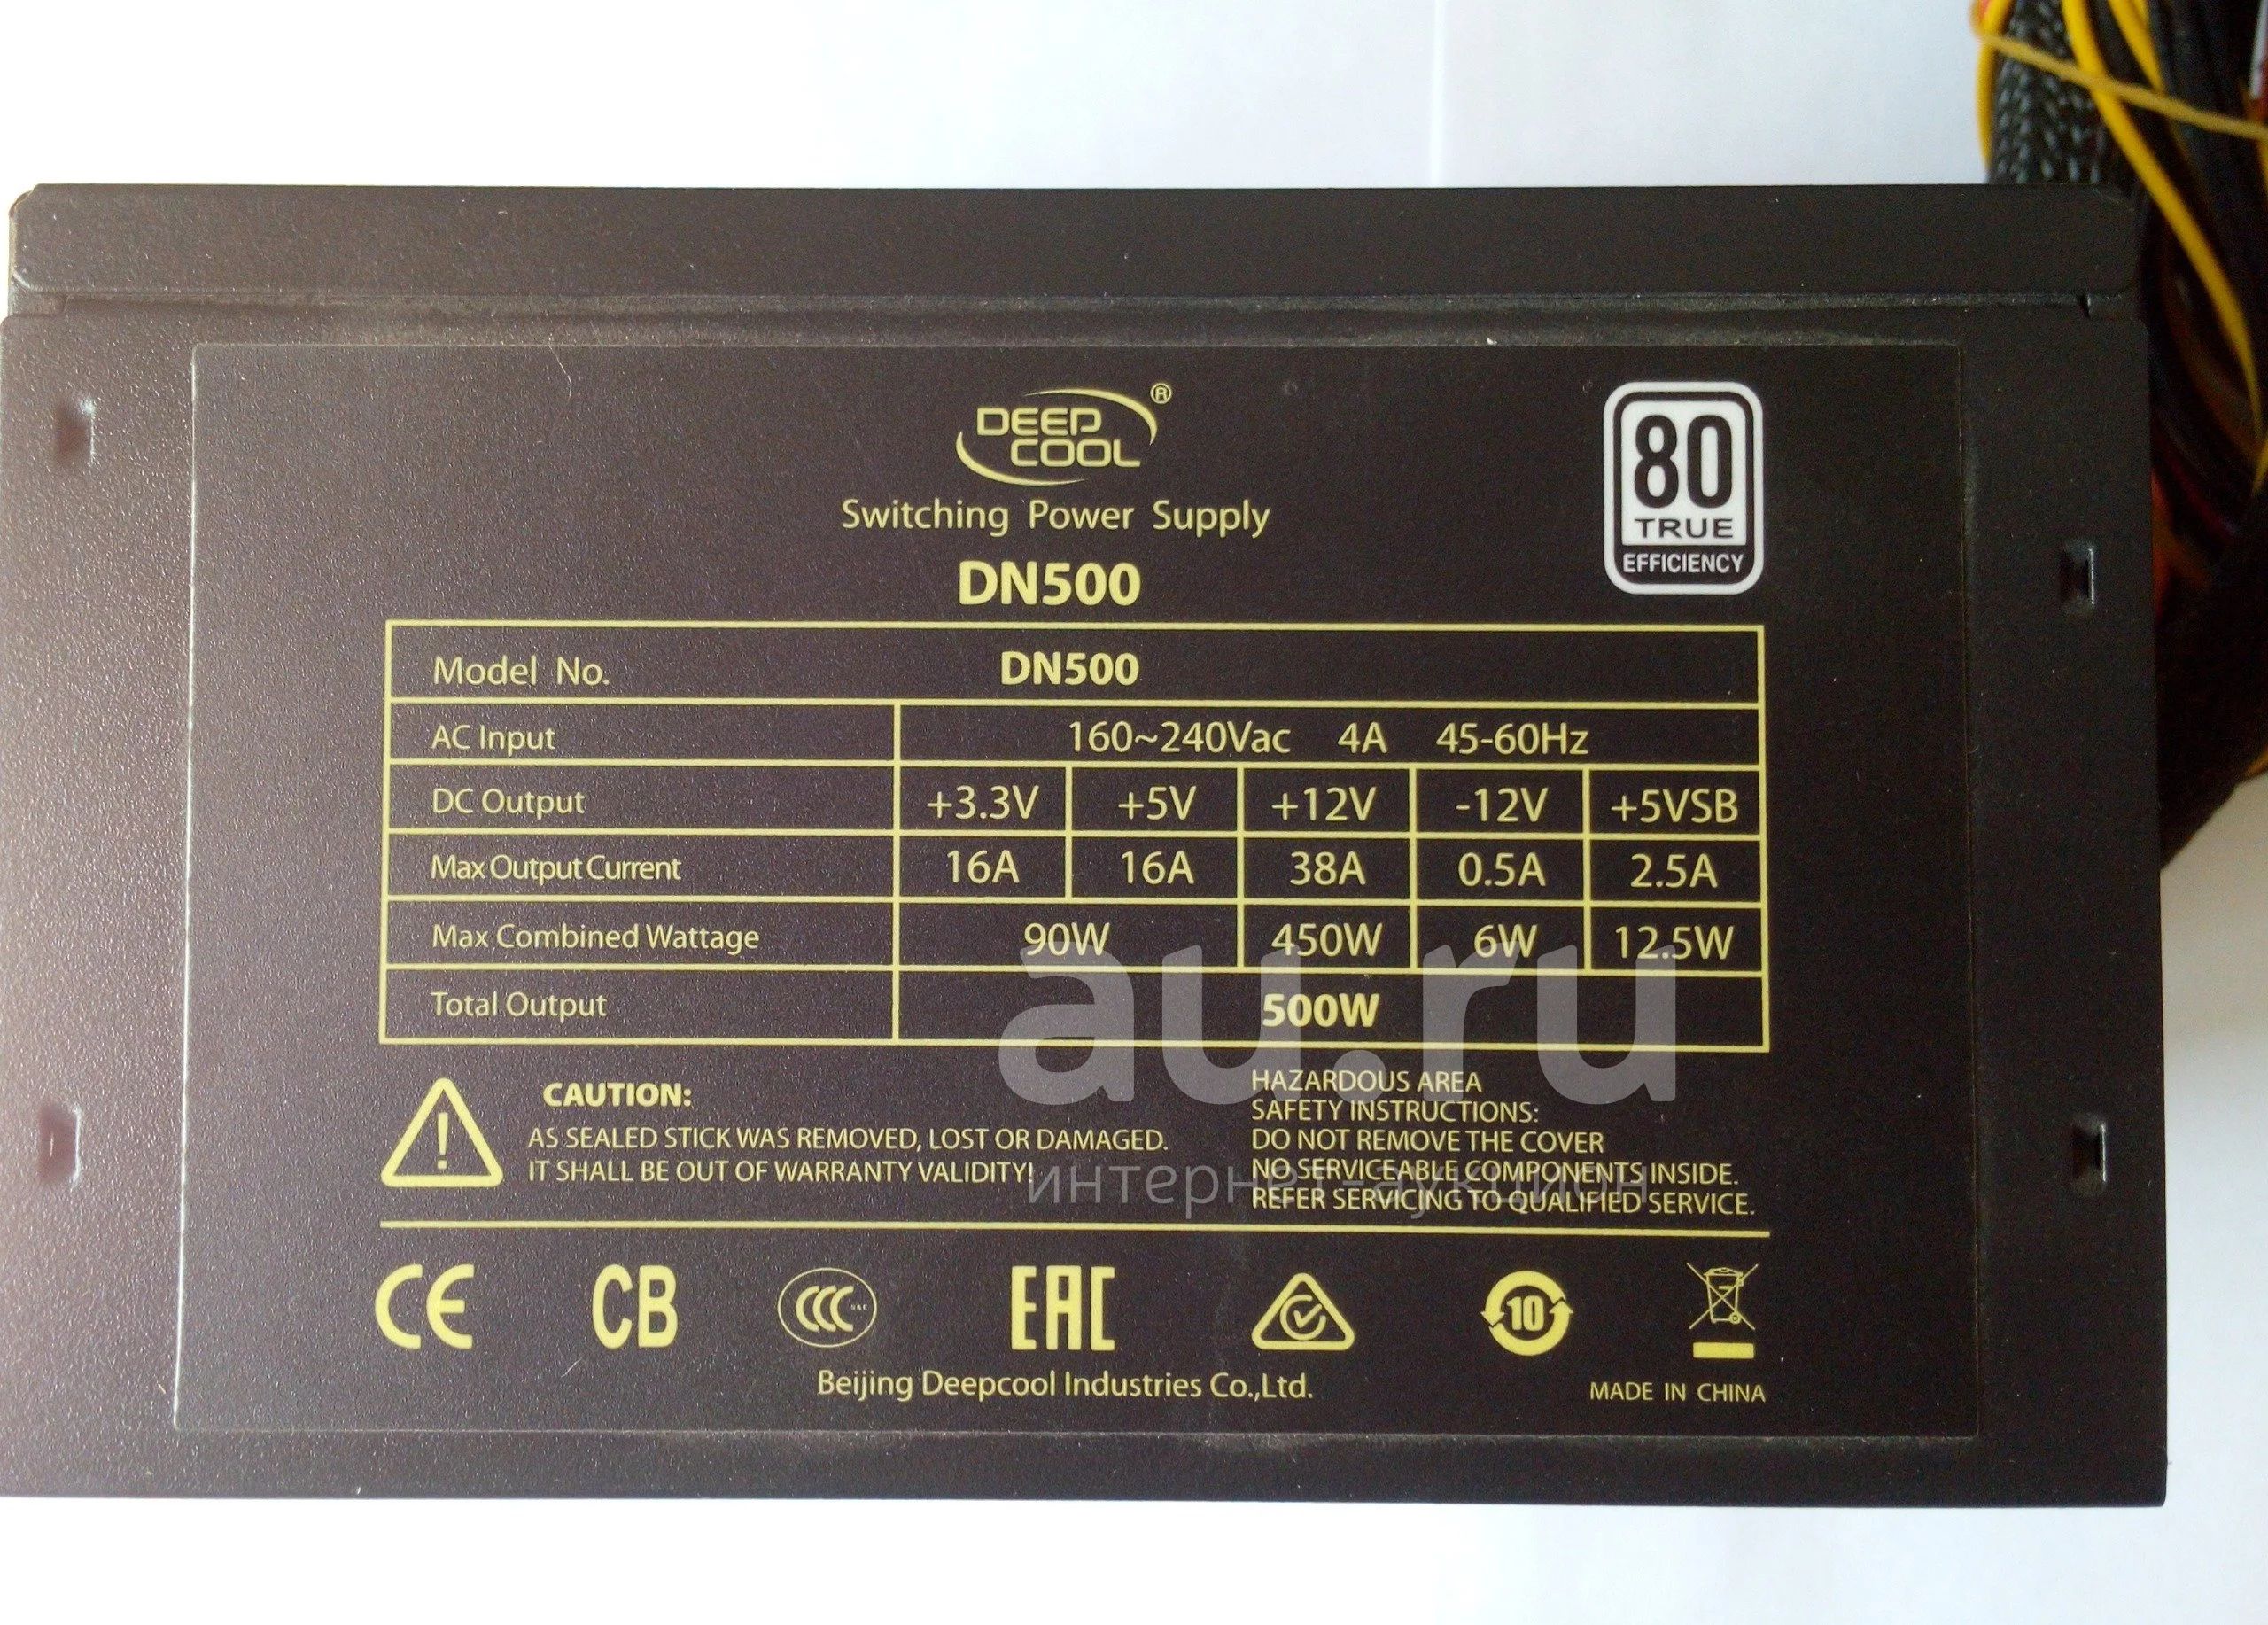 DEEP
COOL ®
Switching Power Supply
DN500
80
TRUE
EFFICIENCY
Model No. DN500
AC Input 160~240Vac 4A 45-60Hz
DC Output +3.3V +5V +12V -12V +5VSB
Max Output Current 16A 16A 38A 0.5A 2.5A
Max Combined Wattage 90W 450W 6W 12.5W
Total Output 500W
au.ru
интернет-аукцион
CAUTION:
AS SEALED STICK WAS REMOVED, LOST OR DAMAGED.
IT SHALL BE OUT OF WARRANTY VALIDITY!
HAZARDOUS AREA
SAFETY INSTRUCTIONS:
DO NOT REMOVE THE COVER
NO SERVICEABLE COMPONENTS INSIDE.
REFER SERVICING TO QUALIFIED SERVICE.
CE CB CCC EAC 10
Beijing Deepcool Industries Co.,Ltd.
MADE IN CHINA